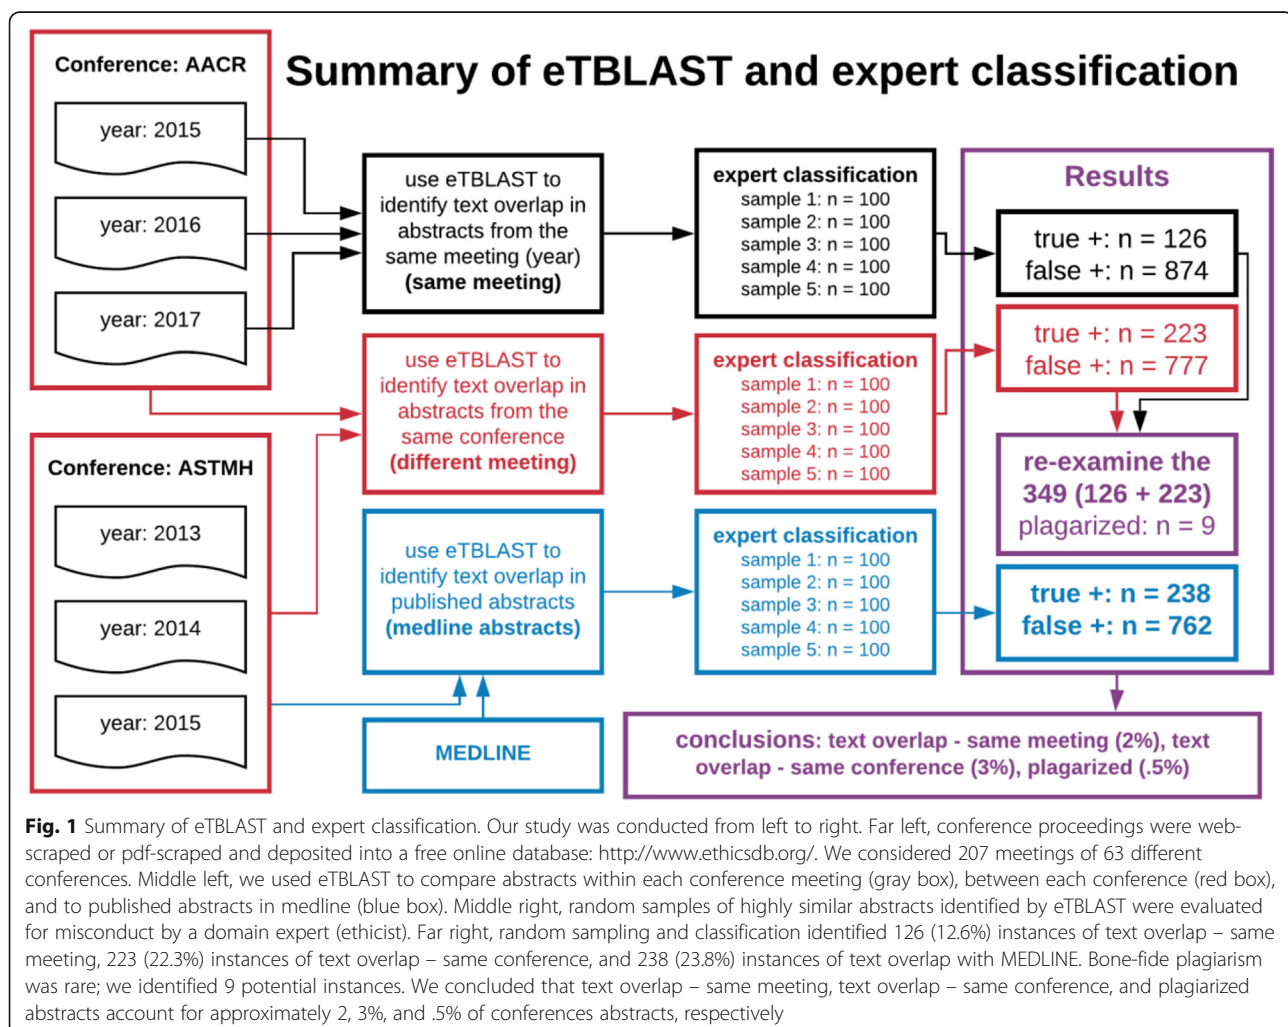 Summary of eTBLAST and expert classification
Conference: AACR
year: 2015
year: 2016
year: 2017
Conference: ASTMH
year: 2013
year: 2014
year: 2015
use eTBLAST to
identify text overlap in
abstracts from the
same meeting (year)
(same meeting)
use eTBLAST to
identify text overlap in
abstracts from the
same conference
(different meeting)
use eTBLAST to
identify text overlap in
published abstracts
(medline abstracts)
MEDLINE
expert classification
sample 1: n = 100
sample 2: n = 100
sample 3: n = 100
sample 4: n = 100
sample 5: n = 100
expert classification
sample 1: n = 100
sample 2: n = 100
sample 3: n = 100
sample 4: n = 100
sample 5: n = 100
expert classification
sample 1: n = 100
sample 2: n = 100
sample 3: n = 100
sample 4: n = 100
sample 5: n = 100
Results
true +: n = 126
false +: n = 874
true +: n = 223
false +: n = 777
re-examine the
349 (126 + 223)
plagarized: n = 9
true +: n = 238
false +: n = 762
conclusions: text overlap - same meeting (2%), text
overlap - same conference (3%), plagarized (.5%)
Fig. 1 Summary of eTBLAST and expert classification. Our study was conducted from left to right. Far left, conference proceedings were web-
scraped or pdf-scraped and deposited into a free online database: http://www.ethicsdb.org/. We considered 207 meetings of 63 different
conferences. Middle left, we used eTBLAST to compare abstracts within each conference meeting (gray box), between each conference (red box),
and to published abstracts in medline (blue box). Middle right, random samples of highly similar abstracts identified by eTBLAST were evaluated
for misconduct by a domain expert (ethicist). Far right, random sampling and classification identified 126 (12.6%) instances of text overlap – same
meeting, 223 (22.3%) instances of text overlap – same conference, and 238 (23.8%) instances of text overlap with MEDLINE. Bone-fide plagiarism
was rare; we identified 9 potential instances. We concluded that text overlap – same meeting, text overlap – same conference, and plagiarized
abstracts account for approximately 2, 3%, and .5% of conferences abstracts, respectively